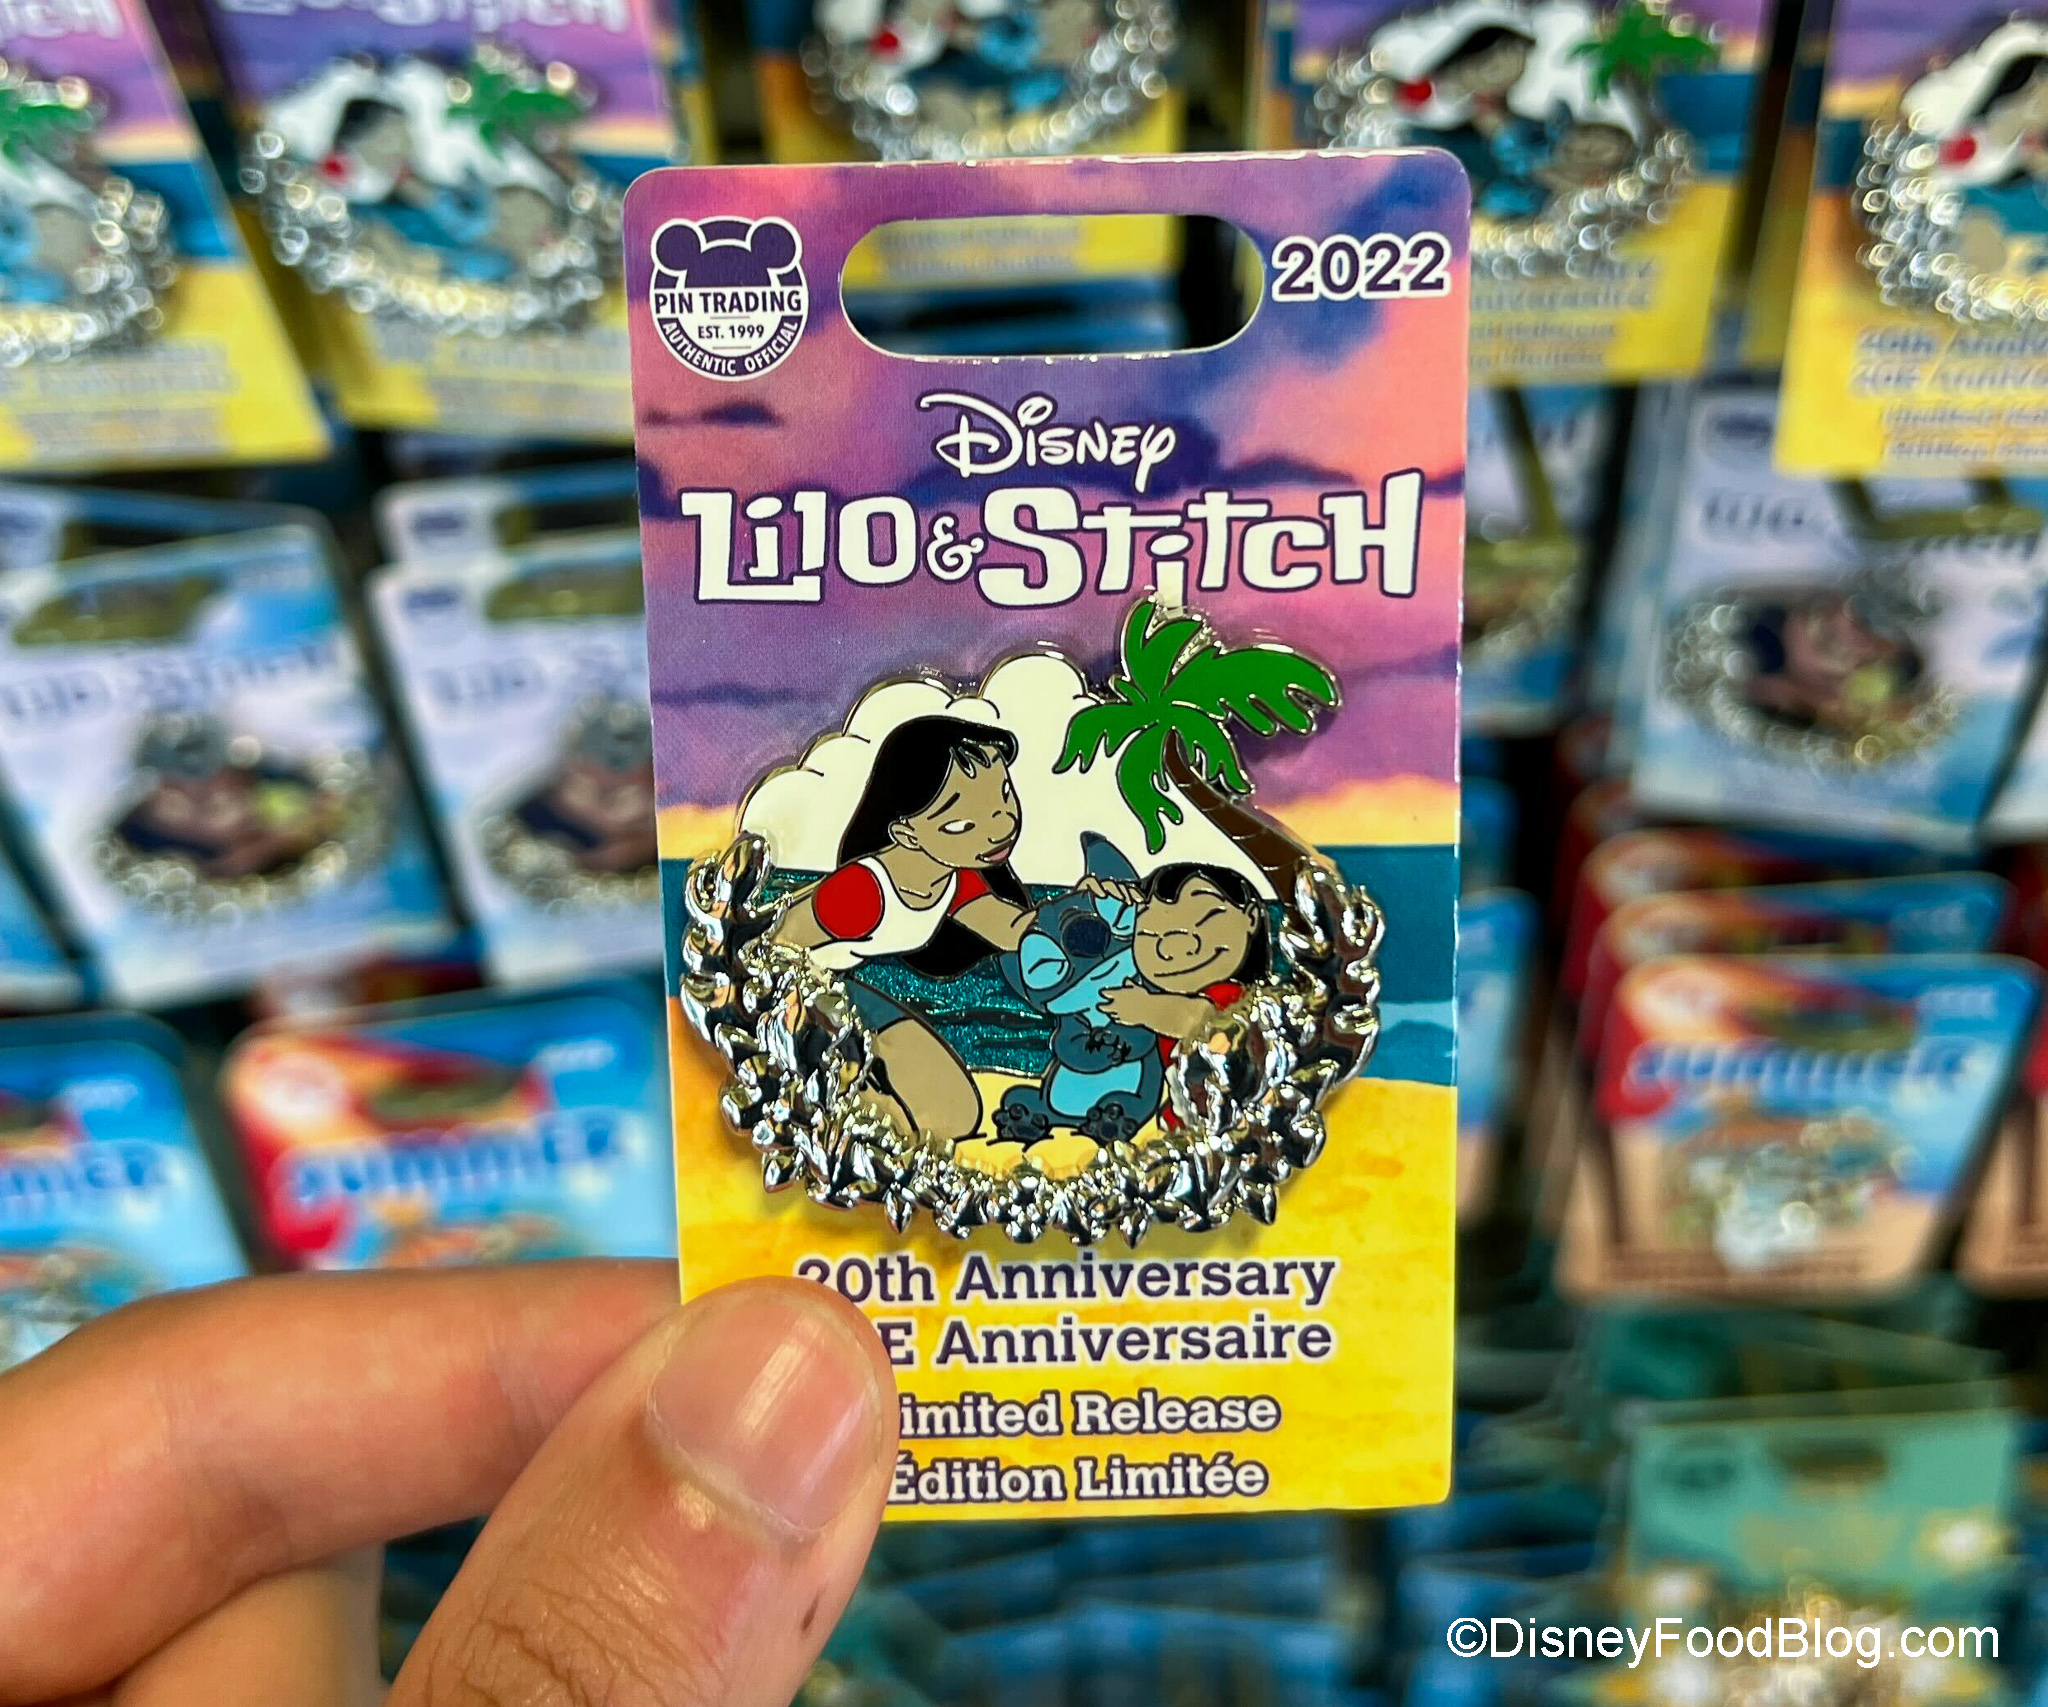 PIN TRADING
EST. 1999
AUTHENTIC OFFICIAL
2022
Disney
Lilo & Stitch
20th Anniversary
E Anniversaire
imited Release
Édition Limitée
SUMMER
©DisneyFoodBlog.com